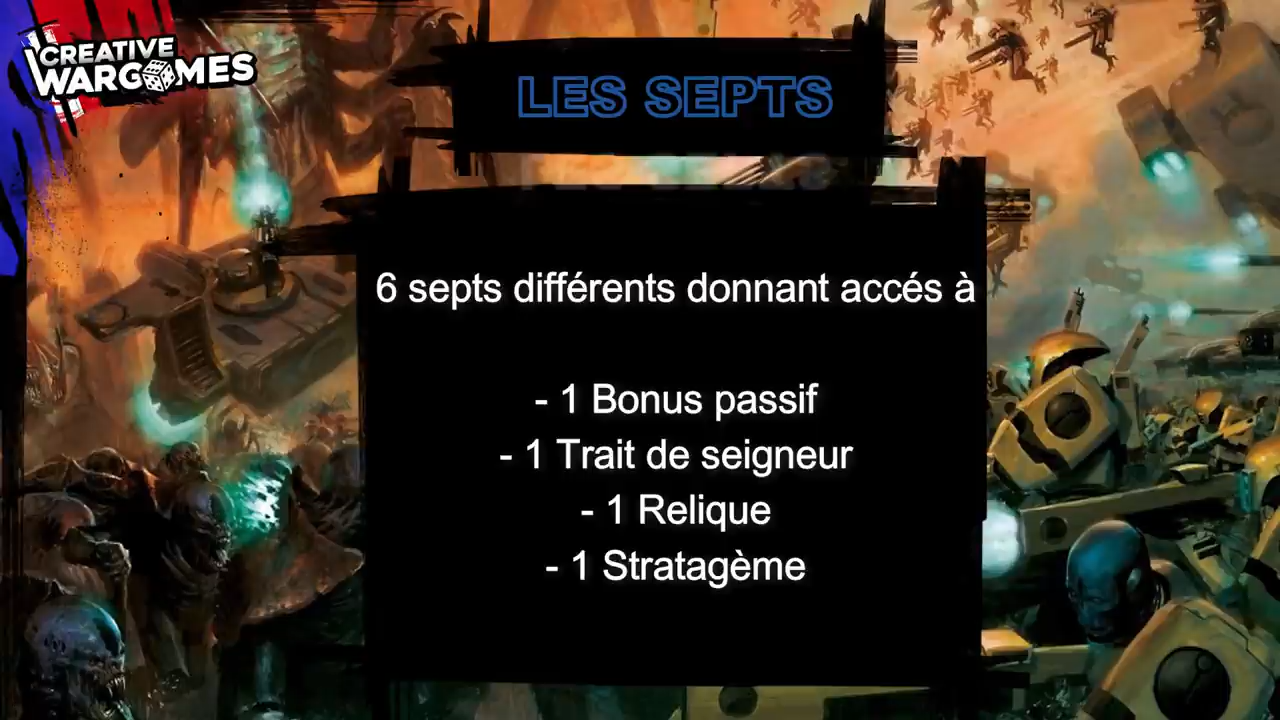 CREATIVE
WARGAMES
LES SEPTS
6 septs différents donnant accés à
- 1 Bonus passif
- 1 Trait de seigneur
- 1 Relique
- 1 Stratagème